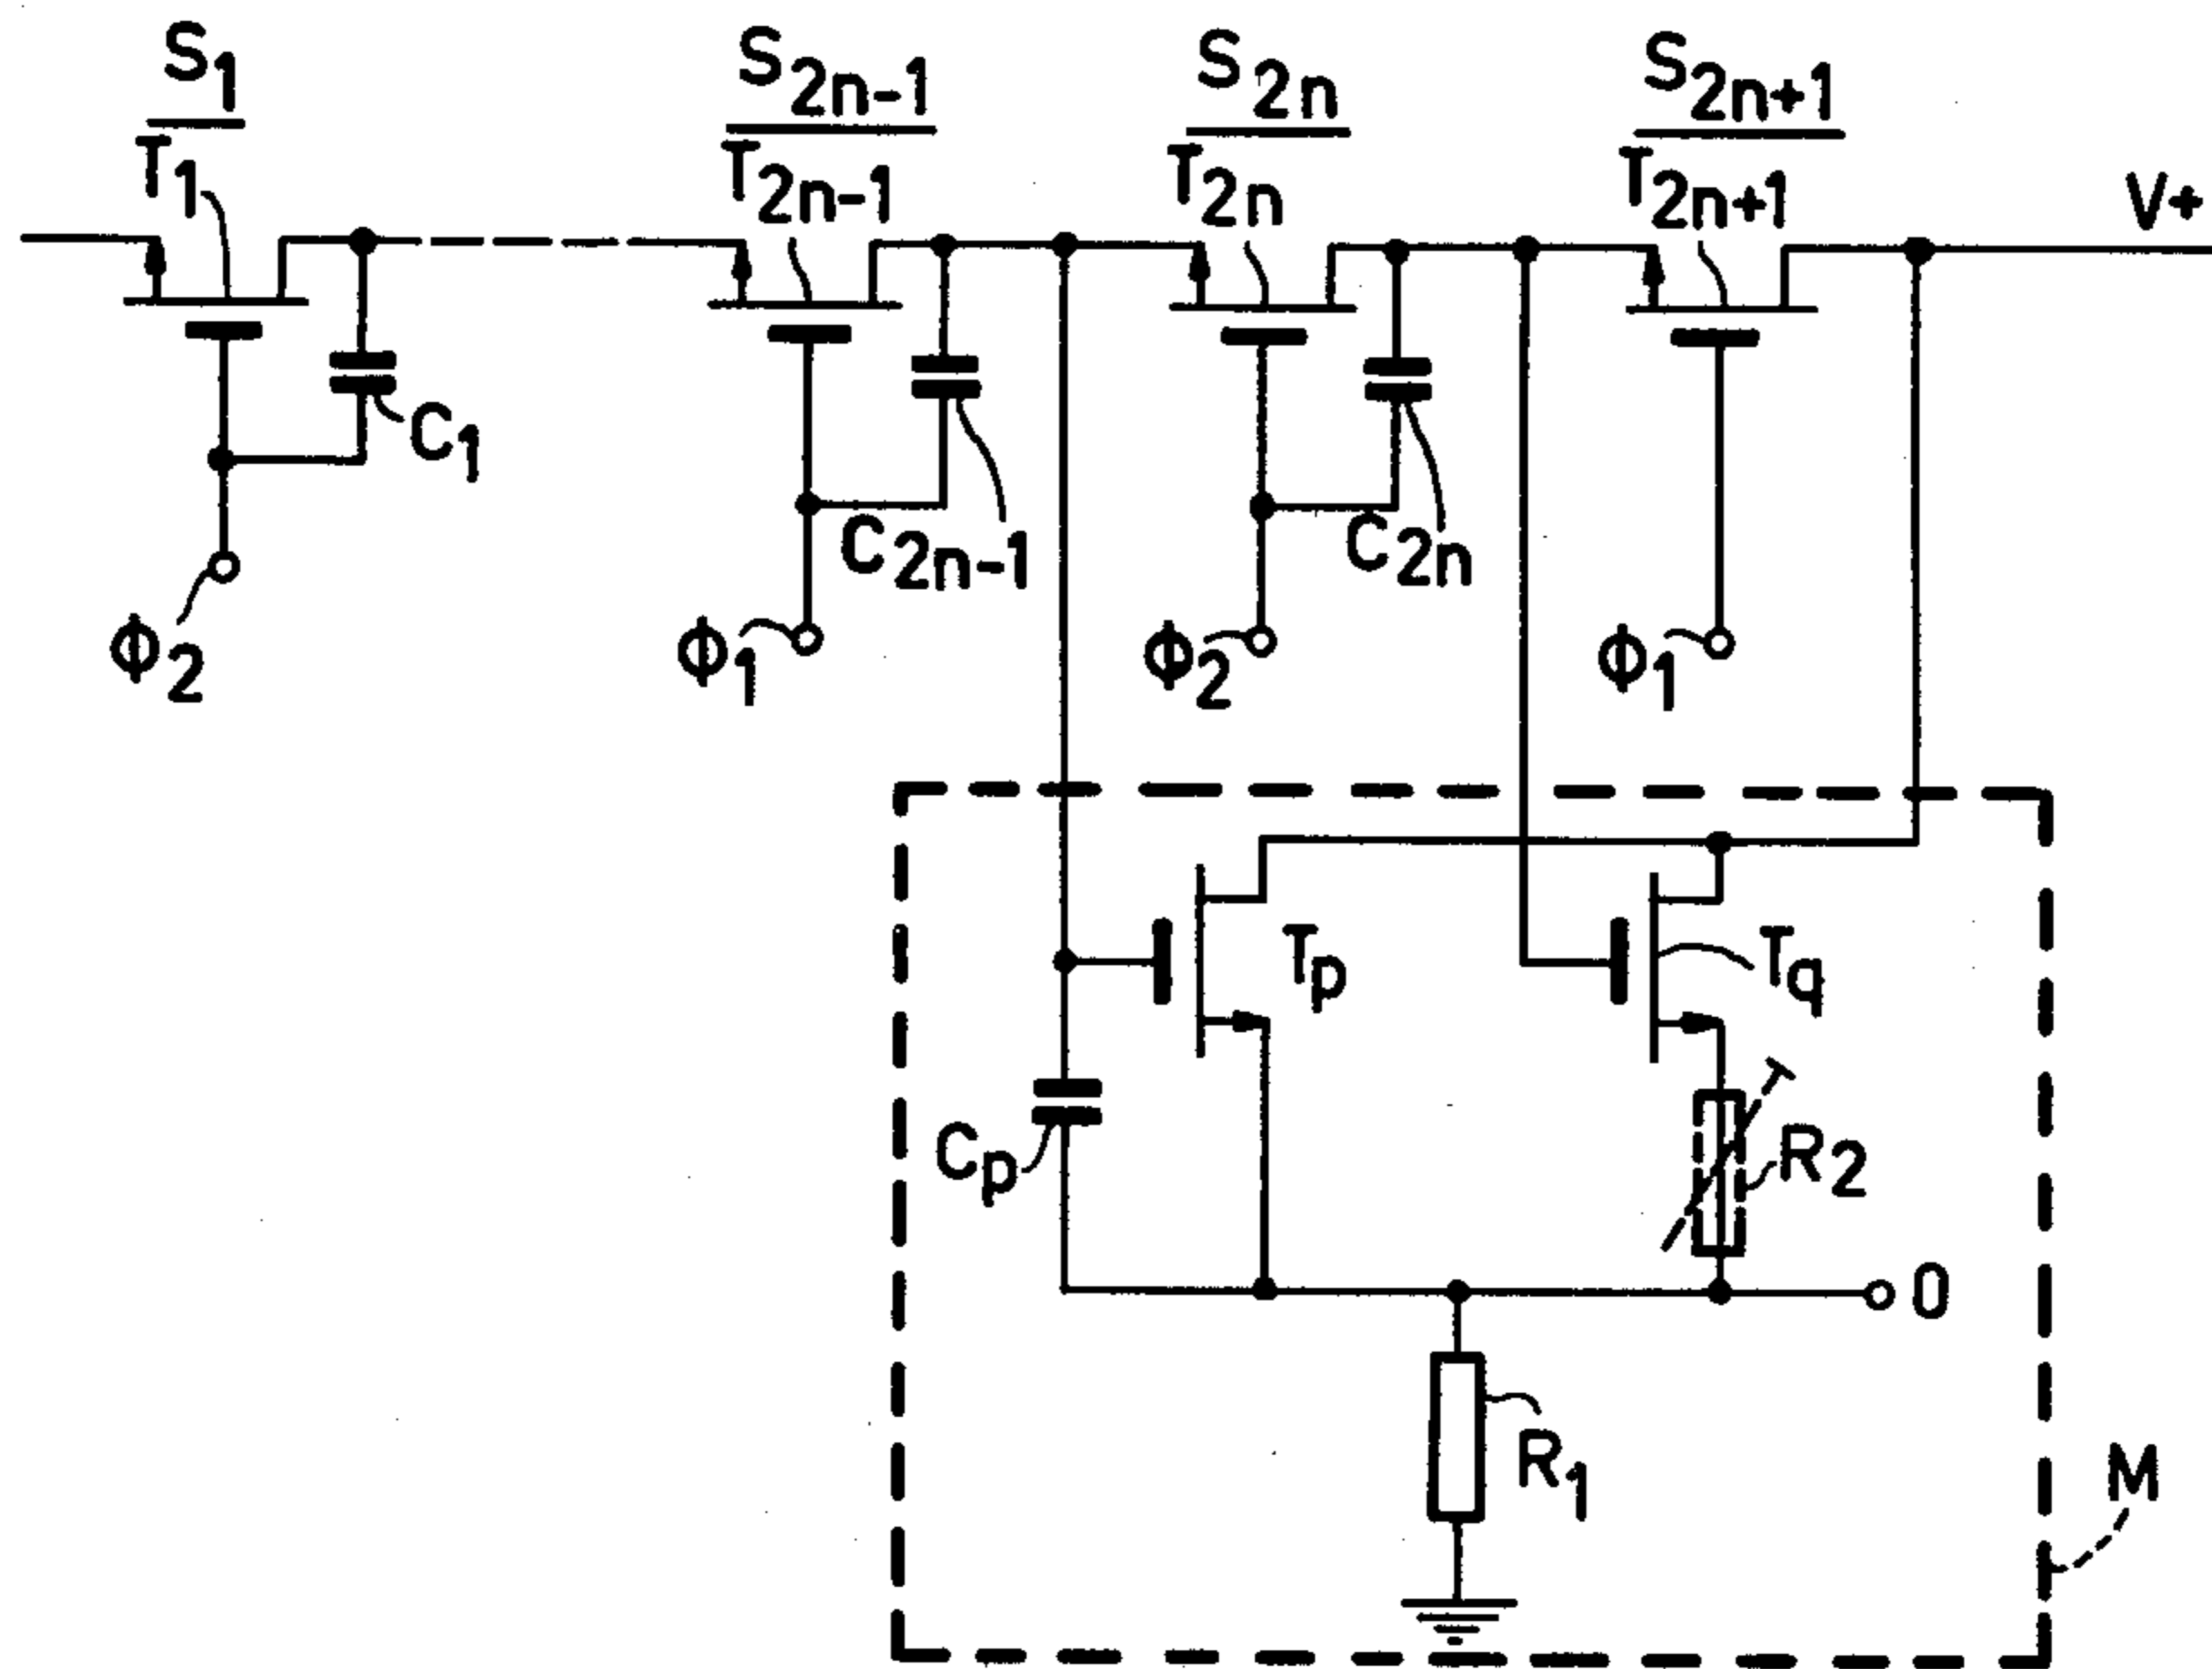 S1 S2n-1 S2n S2n+1
T1 T2n-1 T2n T2n+1 V+
C1
C2n-1 C2n
Φ2 Φ1 Φ2 Φ1
Tp Tq
T
Cp R2
O
R1 M